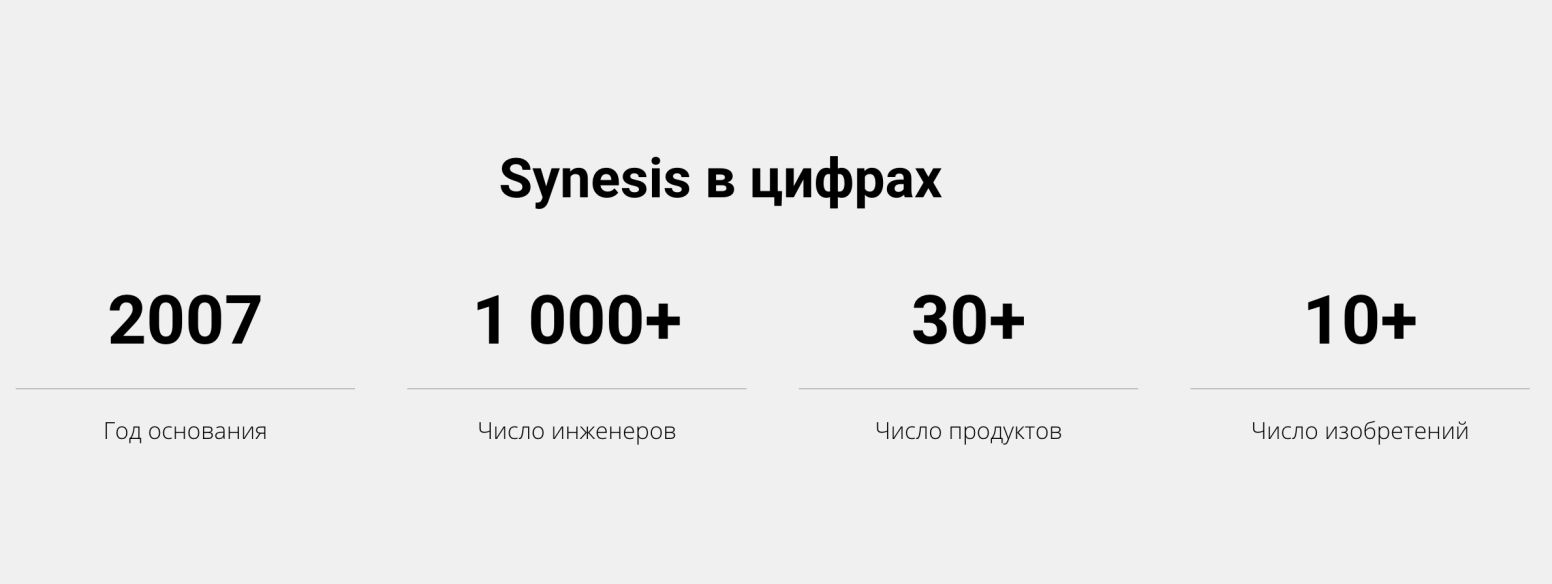 Synesis в цифрах
2007
1 000+
30+
10+
Год основания
Число инженеров
Число продуктов
Число изобретений